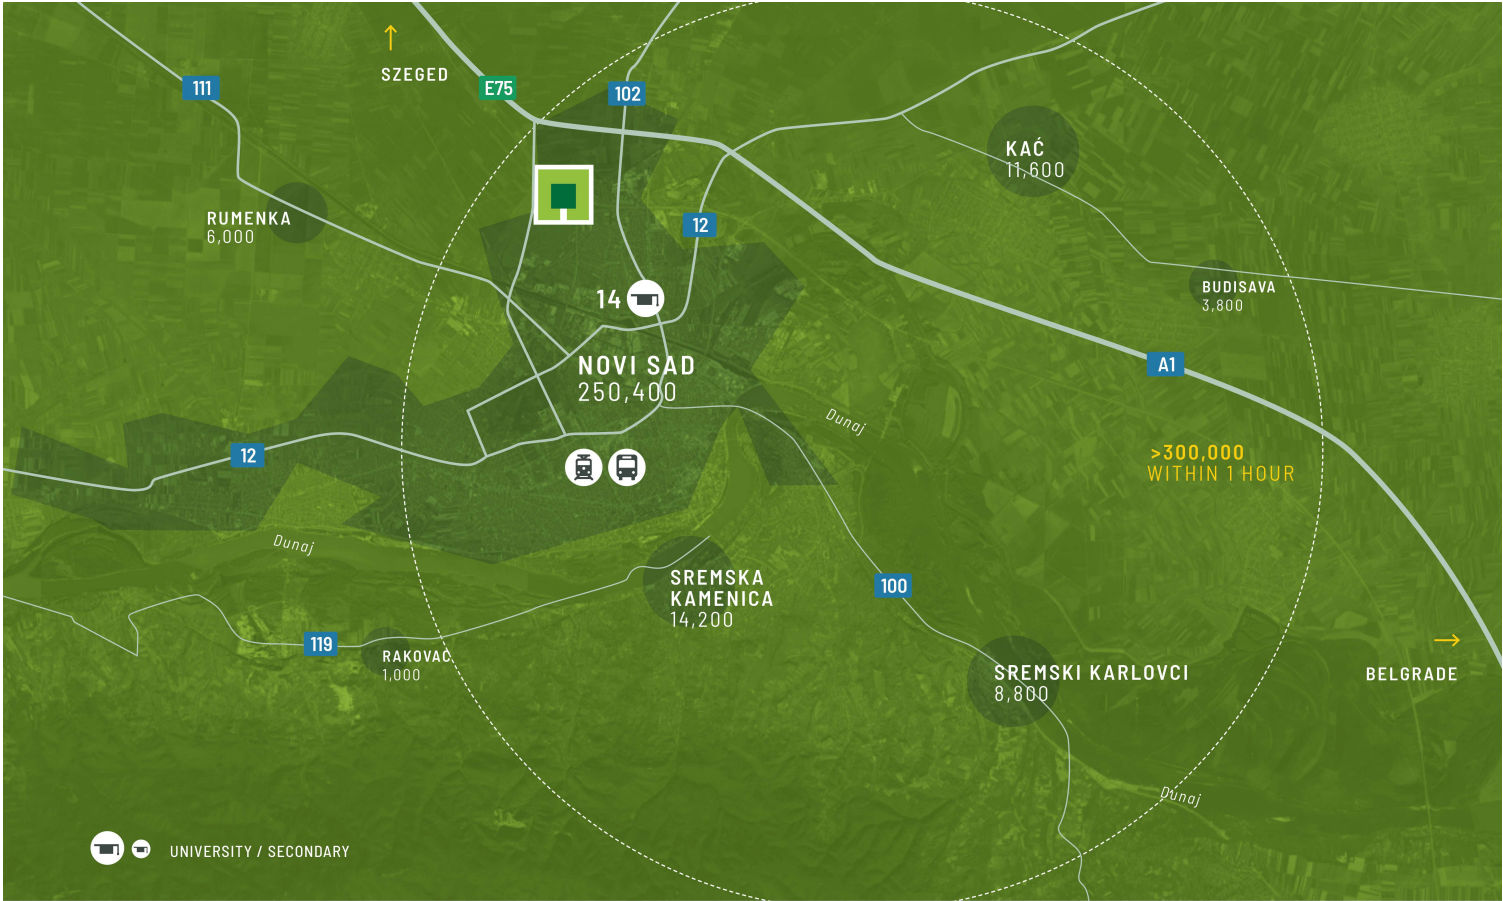 111
SZEGED
E75
102
KAĆ
11,600
RUMENKA
6,000
12
BUDISAVA
3,800
14
NOVI SAD
250,400
A1
Dunaj
12
>300,000
WITHIN 1 HOUR
Dunaj
SREMSKA
KAMENICA
14,200
100
119
RAKOVAC
1,000
SREMSKI KARLOVCI
8,800
BELGRADE
Dunaj
UNIVERSITY / SECONDARY